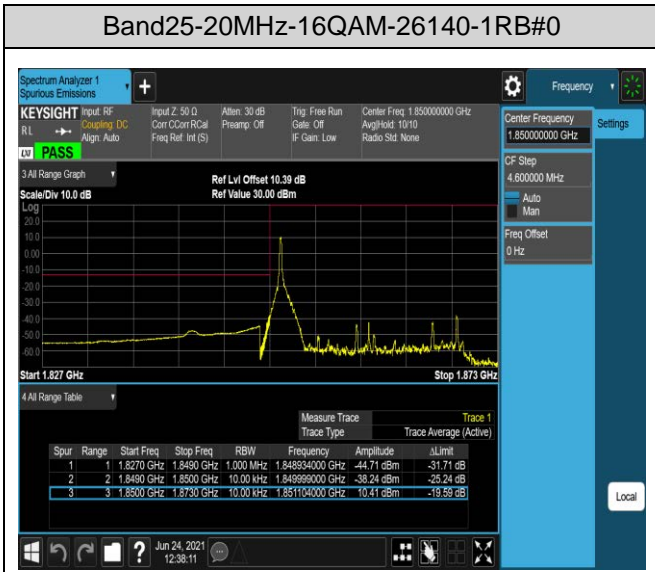 Band25-20MHz-16QAM-26140-1RB#0
Spectrum Analyzer 1
Spurious Emissions
+
Frequency
KEYSIGHT
RL
LXI
PASS
Input: RF
Coupling: DC
Align: Auto
Input Z: 50 Ω
Corr CCorr RCal
Freq Ref: Int (S)
Atten: 30 dB
Preamp: Off
Trig: Free Run
Gate: Off
IF Gain: Low
Center Freq: 1.850000000 GHz
Avg|Hold: 10/10
Radio Std: None
Center Frequency
1.850000000 GHz
Settings
CF Step
4.600000 MHz
Auto
Man
Freq Offset
0 Hz
3 All Range Graph
Ref Lvl Offset 10.39 dB
Scale/Div 10.0 dB
Ref Value 30.00 dBm
Log
20.0
10.0
0.00
-10.0
-20.0
-30.0
-40.0
-50.0
-60.0
Start 1.827 GHz
Stop 1.873 GHz
4 All Range Table
Measure Trace Trace 1
Trace Type Trace Average (Active)
Spur Range Start Freq Stop Freq RBW Frequency Amplitude ΔLimit
1 1 1.8270 GHz 1.8490 GHz 1.000 MHz 1.848934000 GHz -44.71 dBm -31.71 dB
2 2 1.8490 GHz 1.8500 GHz 10.00 kHz 1.849999000 GHz -38.24 dBm -25.24 dB
3 3 1.8500 GHz 1.8730 GHz 10.00 kHz 1.851104000 GHz 10.41 dBm -19.59 dB
Local
?
Jun 24, 2021
12:38:11